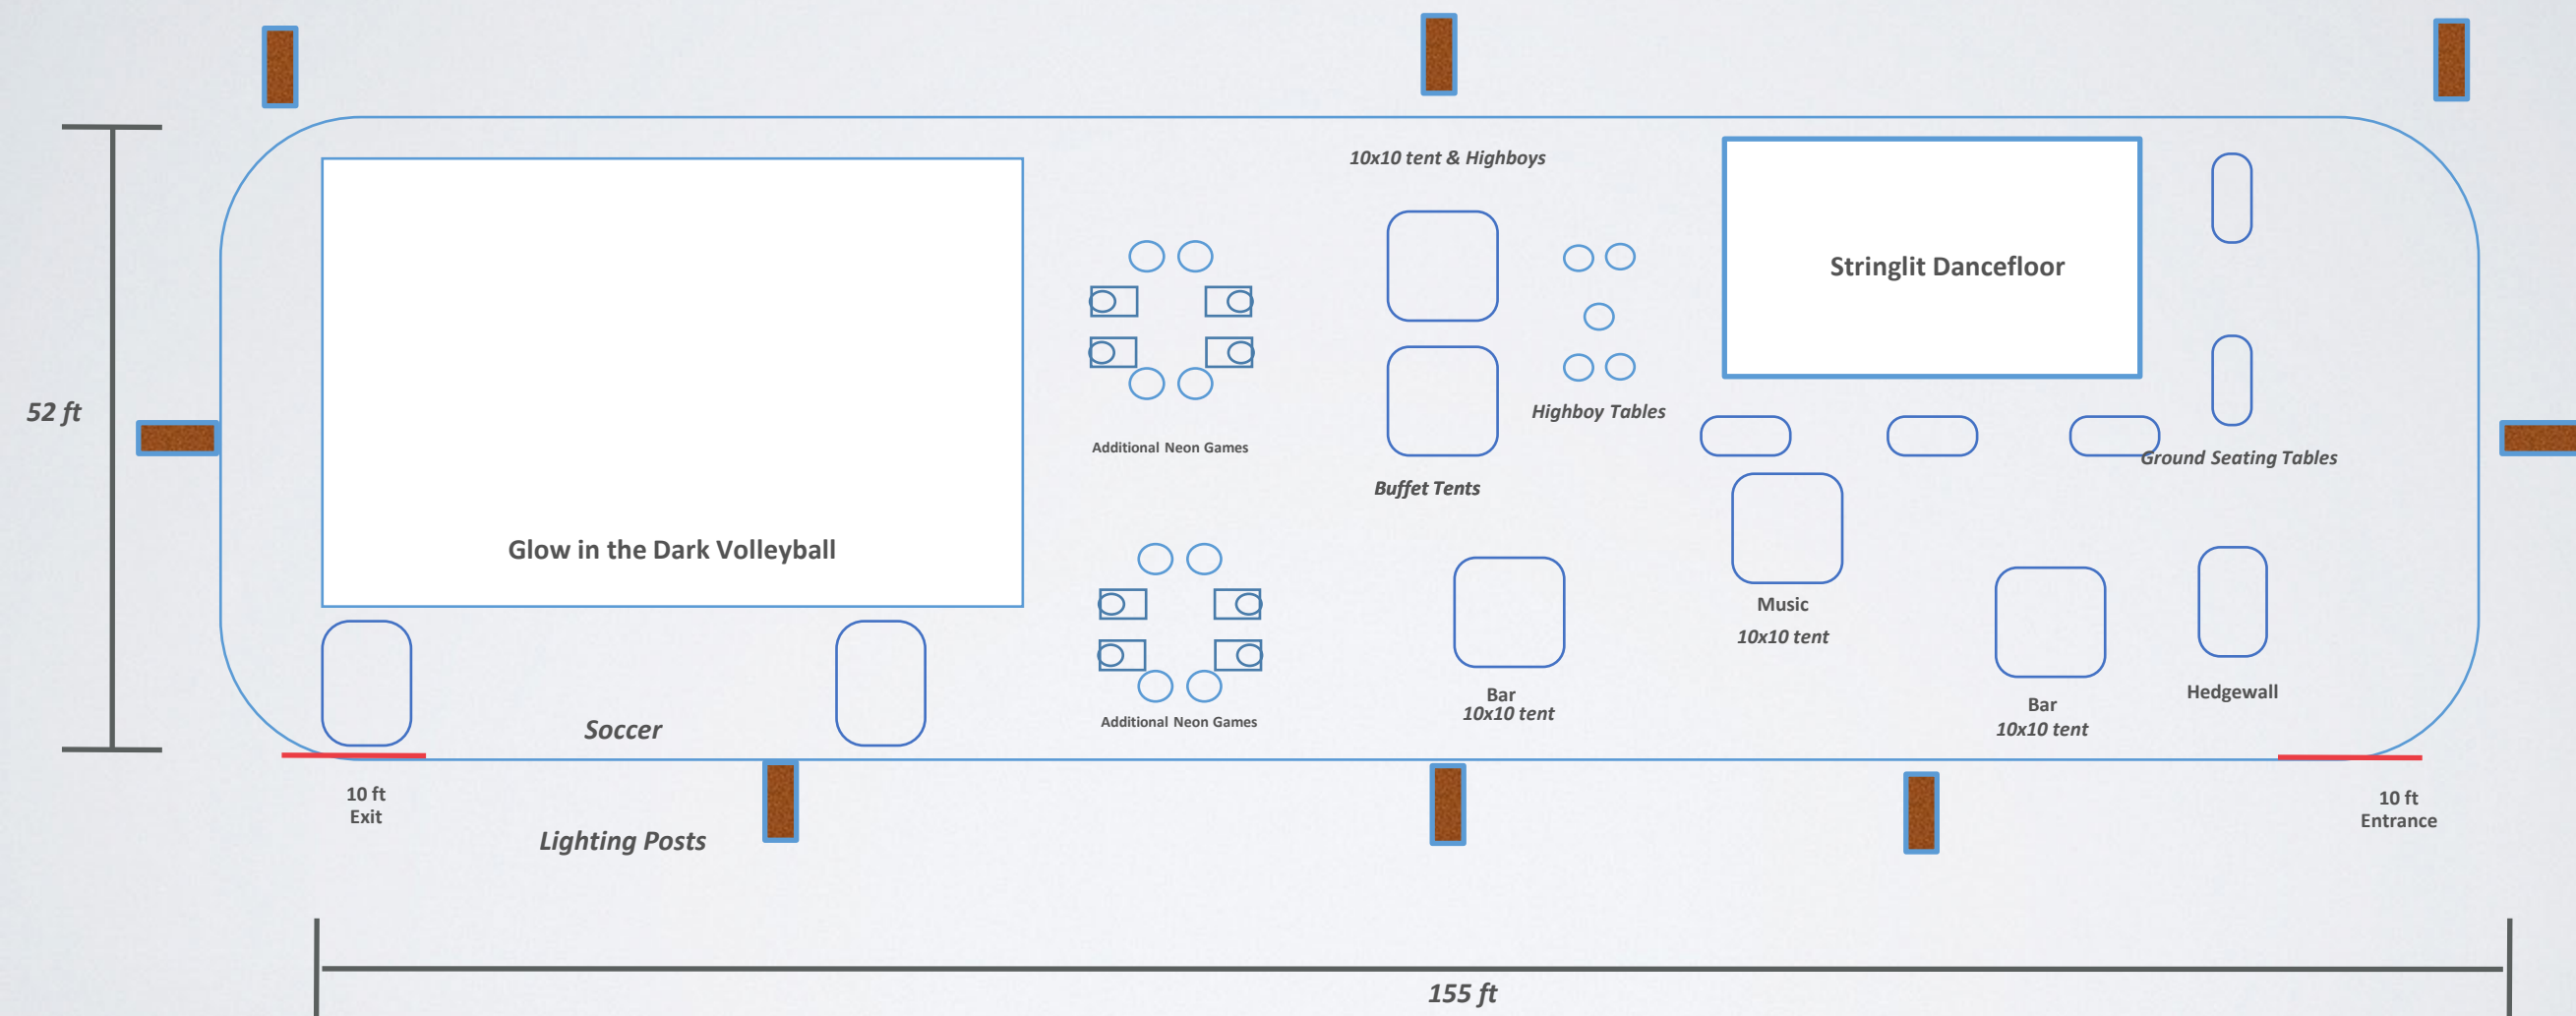 10x10 tent & Highboys
Stringlit Dancefloor
52 ft
Highboy Tables
Additional Neon Games
Ground Seating Tables
Buffet Tents
Glow in the Dark Volleyball
Music
10x10 tent
Hedgewall
Bar
10x10 tent
Bar
10x10 tent
Additional Neon Games
Soccer
10 ft
Exit
10 ft
Entrance
Lighting Posts
155 ft